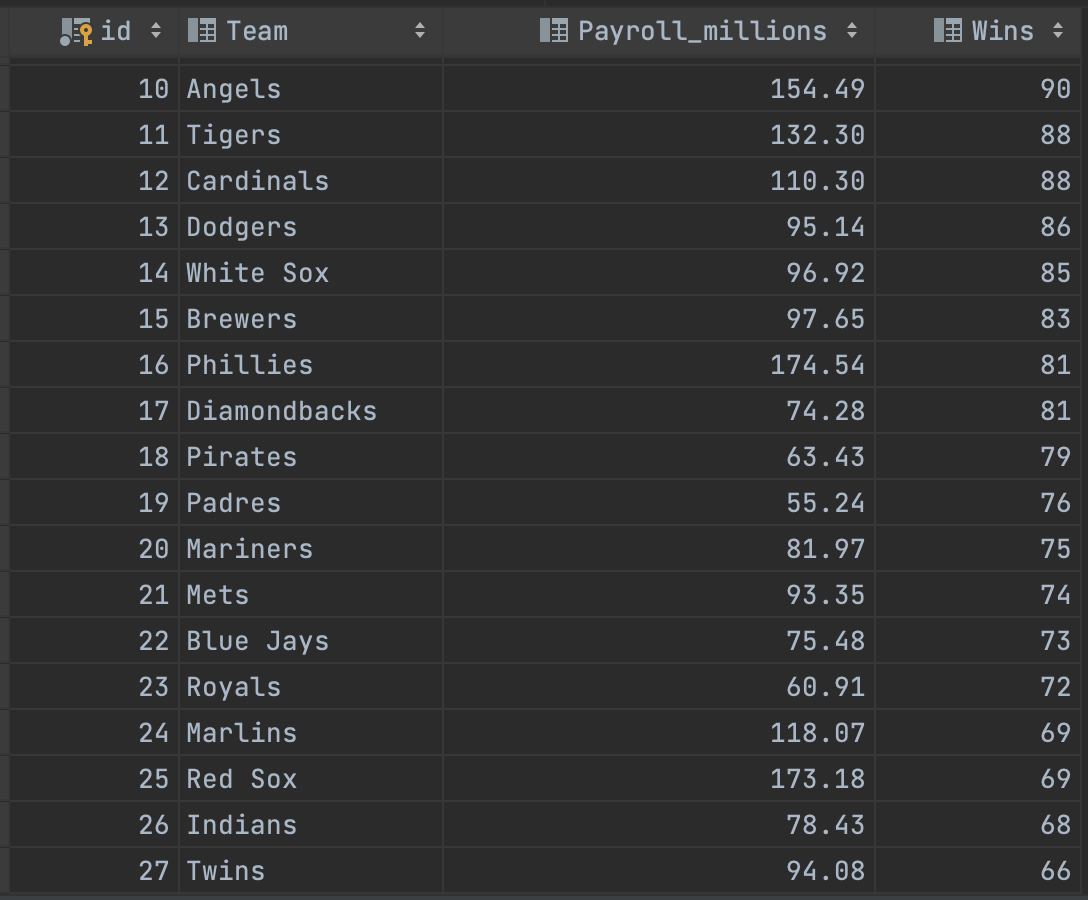 id Team Payroll_millions Wins
10 Angels 154.49 90
11 Tigers 132.30 88
12 Cardinals 110.30 88
13 Dodgers 95.14 86
14 White Sox 96.92 85
15 Brewers 97.65 83
16 Phillies 174.54 81
17 Diamondbacks 74.28 81
18 Pirates 63.43 79
19 Padres 55.24 76
20 Mariners 81.97 75
21 Mets 93.35 74
22 Blue Jays 75.48 73
23 Royals 60.91 72
24 Marlins 118.07 69
25 Red Sox 173.18 69
26 Indians 78.43 68
27 Twins 94.08 66